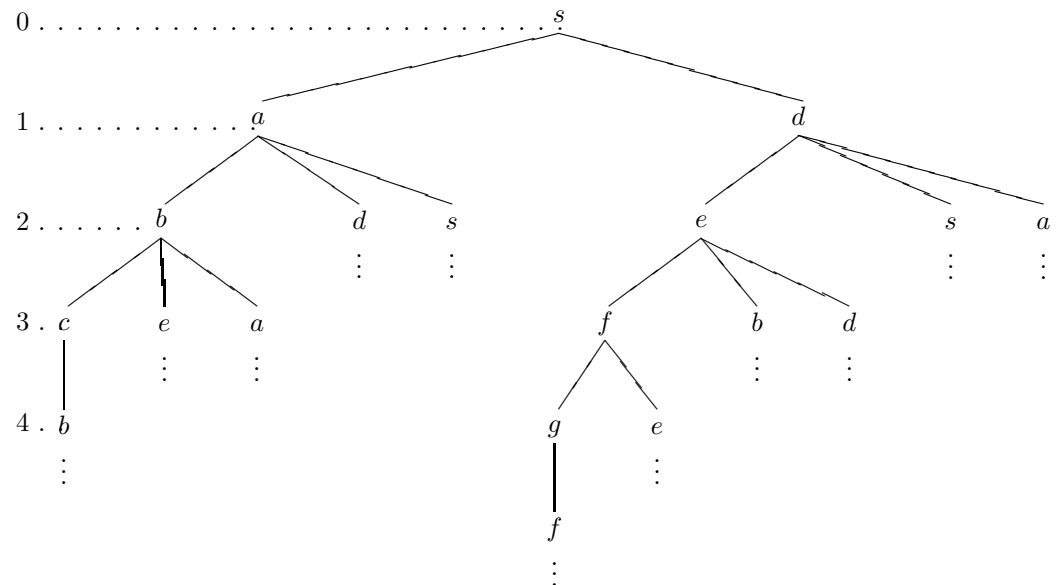 0 . . . . . . . . . . . . . . . . . . . . . . . . . . . . s
1 . . . . . . . . . . . . a d
2 . . . . . . b d s e s a
3 . c e a f b d
4 . b g e
f